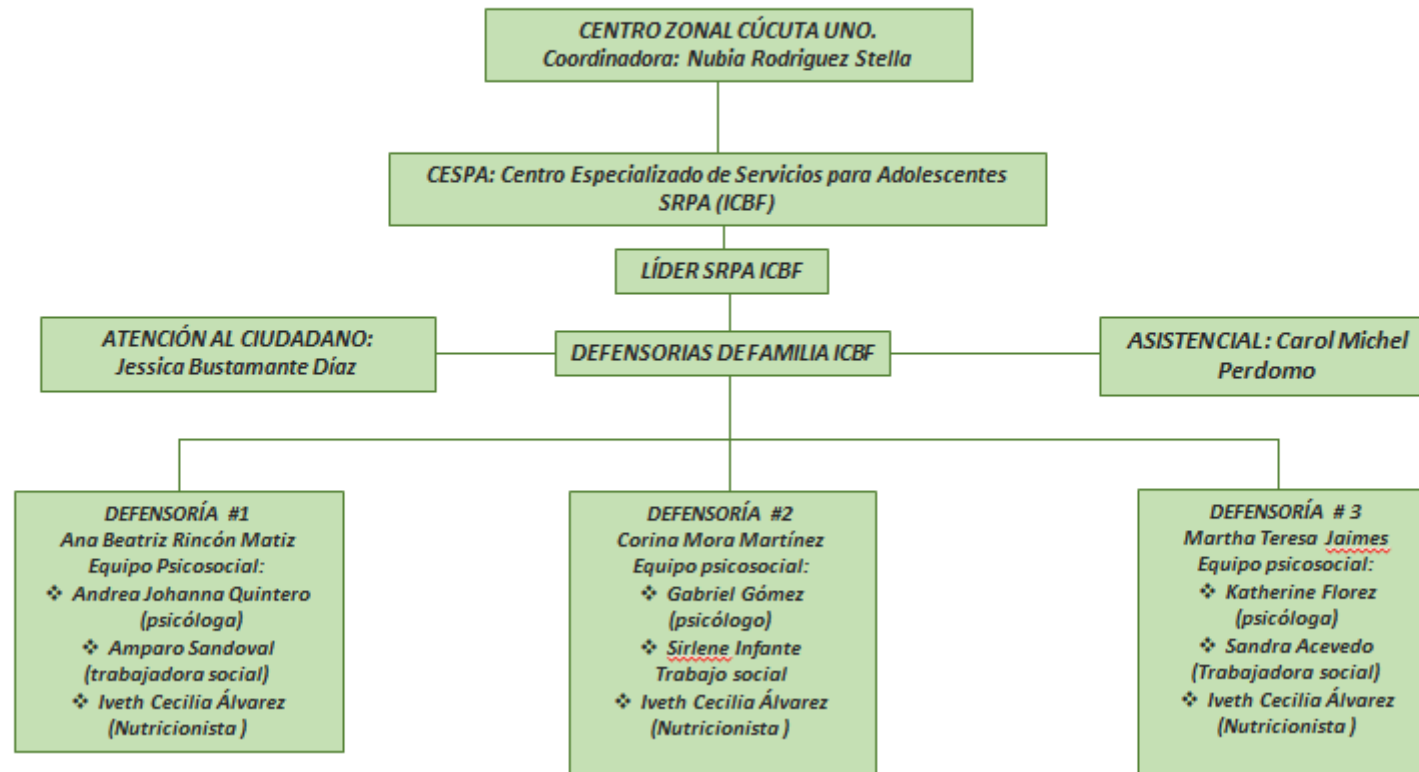 CENTRO ZONAL CÚCUTA UNO.
Coordinadora: Nubia Rodriguez Stella
CESPA: Centro Especializado de Servicios para Adolescentes
SRPA (ICBF)
LÍDER SRPA ICBF
ATENCIÓN AL CIUDADANO:
Jessica Bustamante Díaz
DEFENSORIAS DE FAMILIA ICBF
ASISTENCIAL: Carol Michel
Perdomo
DEFENSORÍA #1
Ana Beatriz Rincón Matiz
Equipo Psicosocial:
❖ Andrea Johanna Quintero
(psicóloga)
❖ Amparo Sandoval
(trabajadora social)
❖ Iveth Cecilia Álvarez
(Nutricionista )
DEFENSORÍA #2
Corina Mora Martínez
Equipo psicosocial:
❖ Gabriel Gómez
(psicólogo)
❖ Sirlene Infante
Trabajo social
❖ Iveth Cecilia Álvarez
(Nutricionista )
DEFENSORÍA # 3
Martha Teresa Jaimes
Equipo psicosocial:
❖ Katherine Florez
(psicóloga)
❖ Sandra Acevedo
(Trabajadora social)
❖ Iveth Cecilia Álvarez
(Nutricionista )